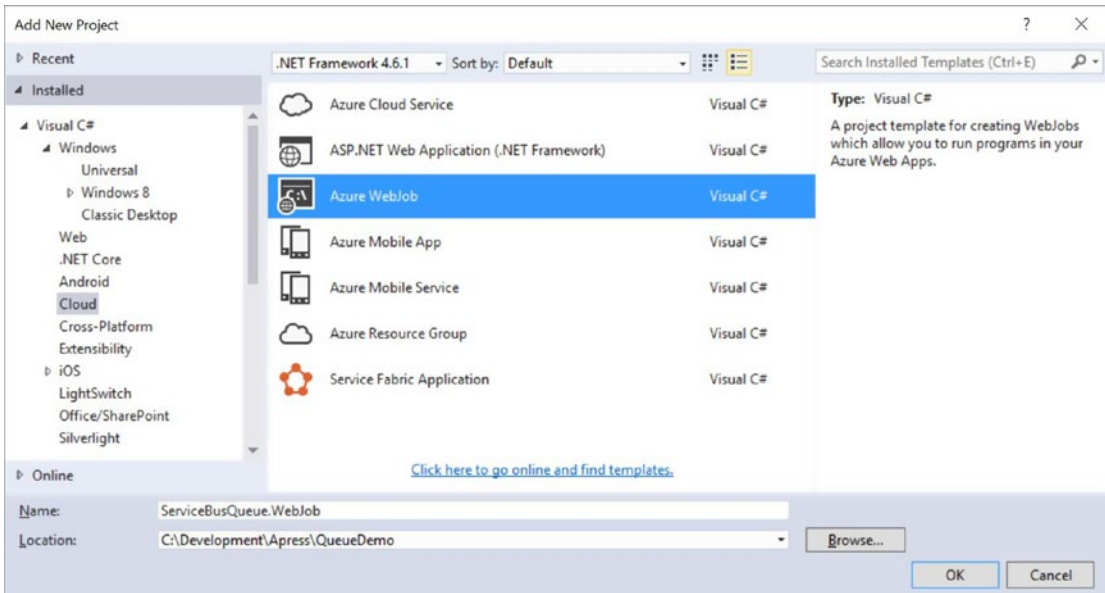 Add New Project
?
Recent
.NET Framework 4.6.1
Sort by: Default
Search Installed Templates (Ctrl+E)
Installed
Visual C#
Windows
Universal
Windows 8
Classic Desktop
Web
.NET Core
Android
Cloud
Cross-Platform
Extensibility
iOS
LightSwitch
Office/SharePoint
Silverlight
Online
Azure Cloud Service Visual C#
ASP.NET Web Application (.NET Framework) Visual C#
C:\
Azure WebJob Visual C#
Azure Mobile App Visual C#
Azure Mobile Service Visual C#
Azure Resource Group Visual C#
Service Fabric Application Visual C#
Click here to go online and find templates.
Type: Visual C#
A project template for creating WebJobs
which allow you to run programs in your
Azure Web Apps.
Name: ServiceBusQueue.WebJob
Location: C:\Development\Apress\QueueDemo
Browse...
OK Cancel